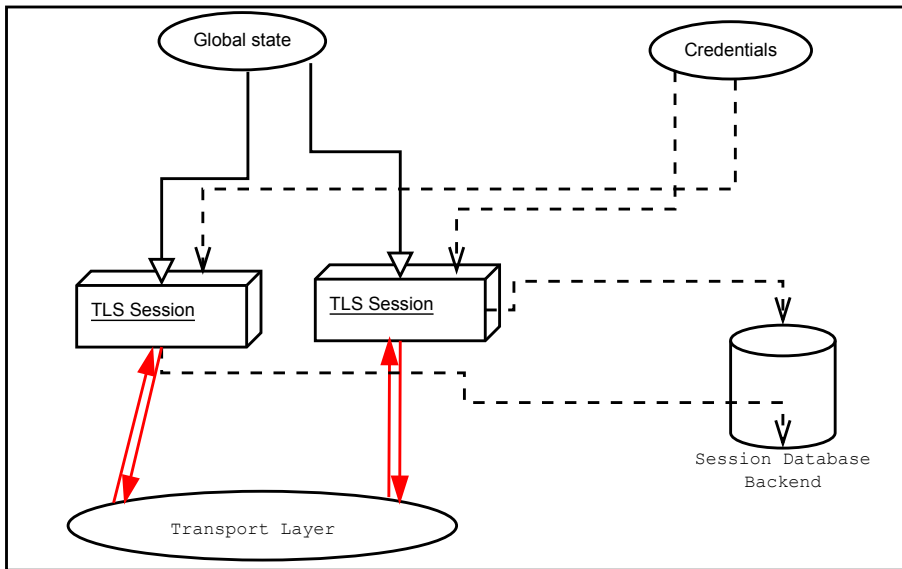 Global state
Credentials
TLS Session
TLS Session
Session Database
Backend
Transport Layer